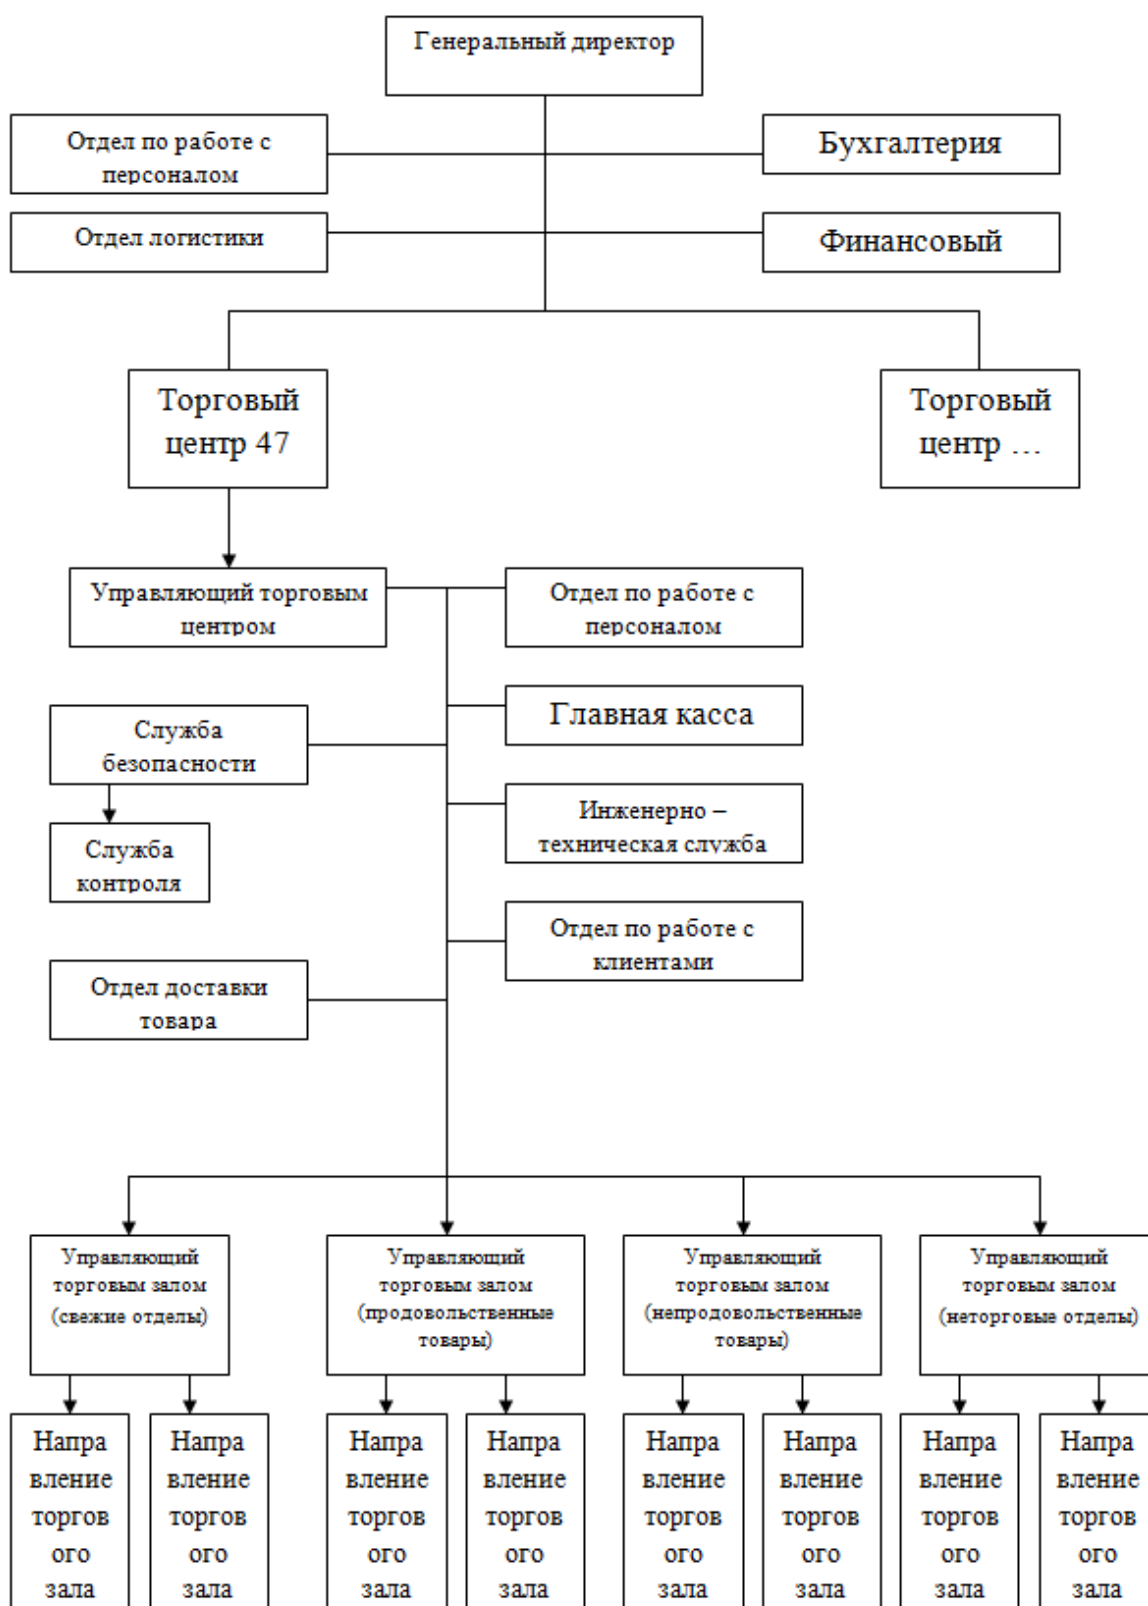 Генеральный директор
Отдел по работе с
персоналом
Бухгалтерия
Отдел логистики
Финансовый
Торговый
центр 47
Торговый
центр …
Управляющий торговым
центром
Отдел по работе с
персоналом
Служба
безопасности
Главная касса
Служба
контроля
Инженерно –
техническая служба
Отдел по работе с
клиентами
Отдел доставки
товара
Управляющий
торговым залом
(свежие отделы)
Управляющий
торговым залом
(продовольственные
товары)
Управляющий
торговым залом
(непродовольственные
товары)
Управляющий
торговым залом
(неторговые отделы)
Напра
вление
торгов
ого
зала
Напра
вление
торгов
ого
зала
Напра
вление
торгов
ого
зала
Напра
вление
торгов
ого
зала
Напра
вление
торгов
ого
зала
Напра
вление
торгов
ого
зала
Напра
вление
торгов
ого
зала
Напра
вление
торгов
ого
зала